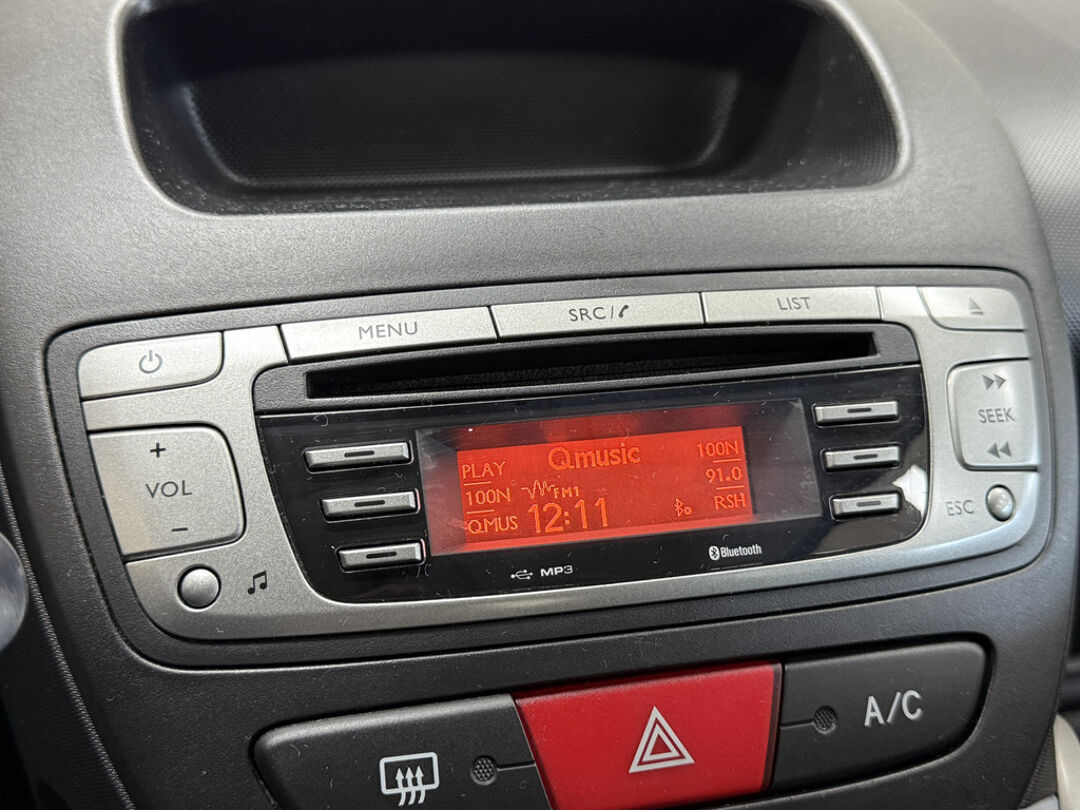 MENU
SRC/
LIST
+
VOL
−
SEEK
ESC
PLAY
Qmusic
100N
100N
FM1
91.0
QMUS
12:11
RSH
MP3
Bluetooth
A/C